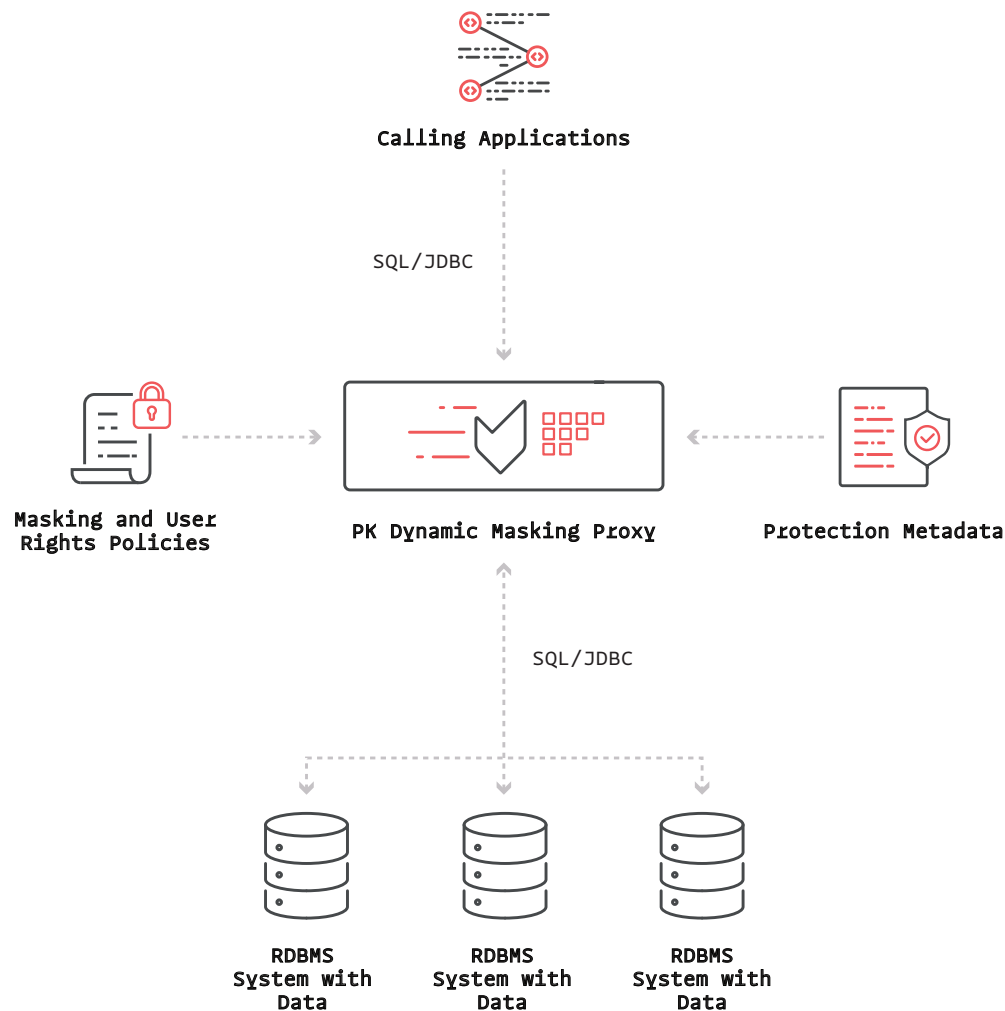 Calling Applications
SQL/JDBC
Masking and User
Rights Policies
PK Dynamic Masking Proxy
Protection Metadata
SQL/JDBC
RDBMS
System with
Data
RDBMS
System with
Data
RDBMS
System with
Data